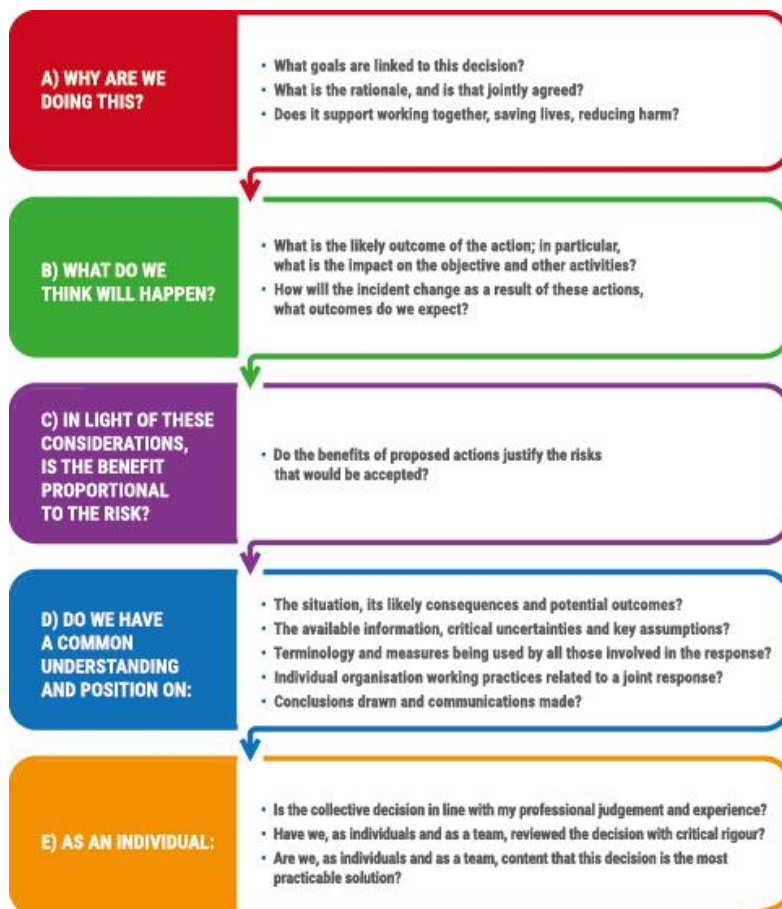 A) WHY ARE WE
DOING THIS?
• What goals are linked to this decision?
• What is the rationale, and is that jointly agreed?
• Does it support working together, saving lives, reducing harm?
B) WHAT DO WE
THINK WILL HAPPEN?
• What is the likely outcome of the action; in particular,
what is the impact on the objective and other activities?
• How will the incident change as a result of these actions,
what outcomes do we expect?
C) IN LIGHT OF THESE
CONSIDERATIONS,
IS THE BENEFIT
PROPORTIONAL
TO THE RISK?
• Do the benefits of proposed actions justify the risks
that would be accepted?
D) DO WE HAVE
A COMMON
UNDERSTANDING
AND POSITION ON:
• The situation, its likely consequences and potential outcomes?
• The available information, critical uncertainties and key assumptions?
• Terminology and measures being used by all those involved in the response?
• Individual organisation working practices related to a joint response?
• Conclusions drawn and communications made?
E) AS AN INDIVIDUAL:
• Is the collective decision in line with my professional judgement and experience?
• Have we, as individuals and as a team, reviewed the decision with critical rigour?
• Are we, as individuals and as a team, content that this decision is the most
practicable solution?